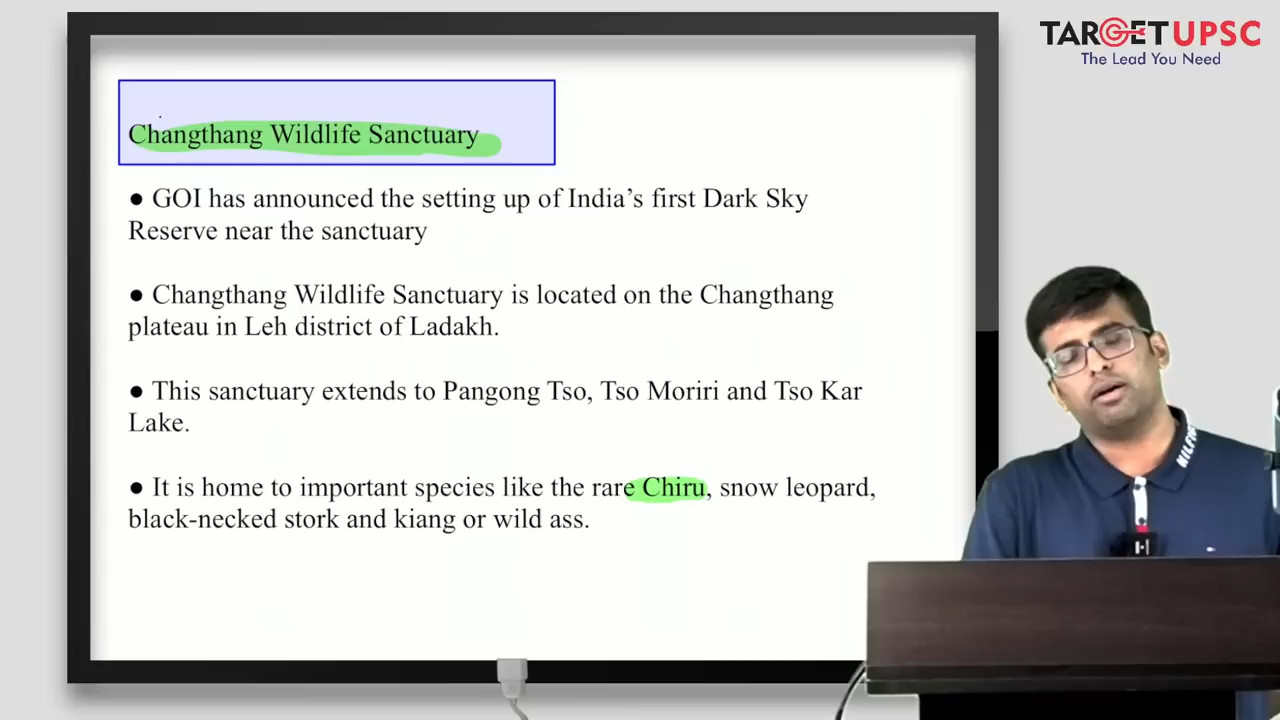 TARGET UPSC
The Lead You Need
Changthang Wildlife Sanctuary
● GOI has announced the setting up of India’s first Dark Sky
Reserve near the sanctuary
● Changthang Wildlife Sanctuary is located on the Changthang
plateau in Leh district of Ladakh.
● This sanctuary extends to Pangong Tso, Tso Moriri and Tso Kar
Lake.
● It is home to important species like the rare Chiru, snow leopard,
black-necked stork and kiang or wild ass.